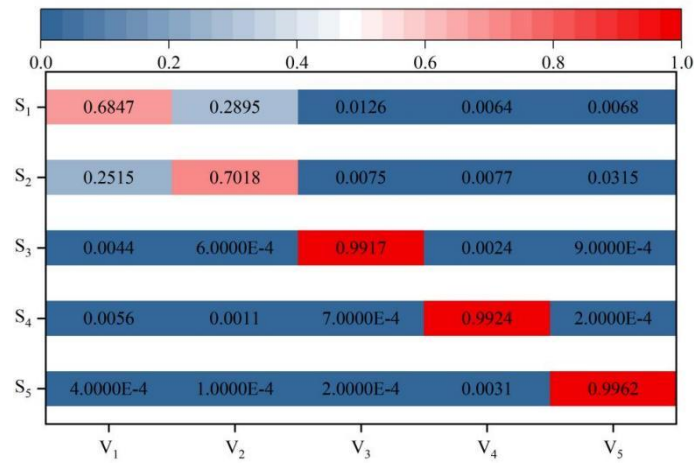 0.0 0.2 0.4 0.6 0.8 1.0
S₁ 0.6847 0.2895 0.0126 0.0064 0.0068
S₂ 0.2515 0.7018 0.0075 0.0077 0.0315
S₃ 0.0044 6.0000E-4 0.9917 0.0024 9.0000E-4
S₄ 0.0056 0.0011 7.0000E-4 0.9924 2.0000E-4
S₅ 4.0000E-4 1.0000E-4 2.0000E-4 0.0031 0.9962
V₁ V₂ V₃ V₄ V₅